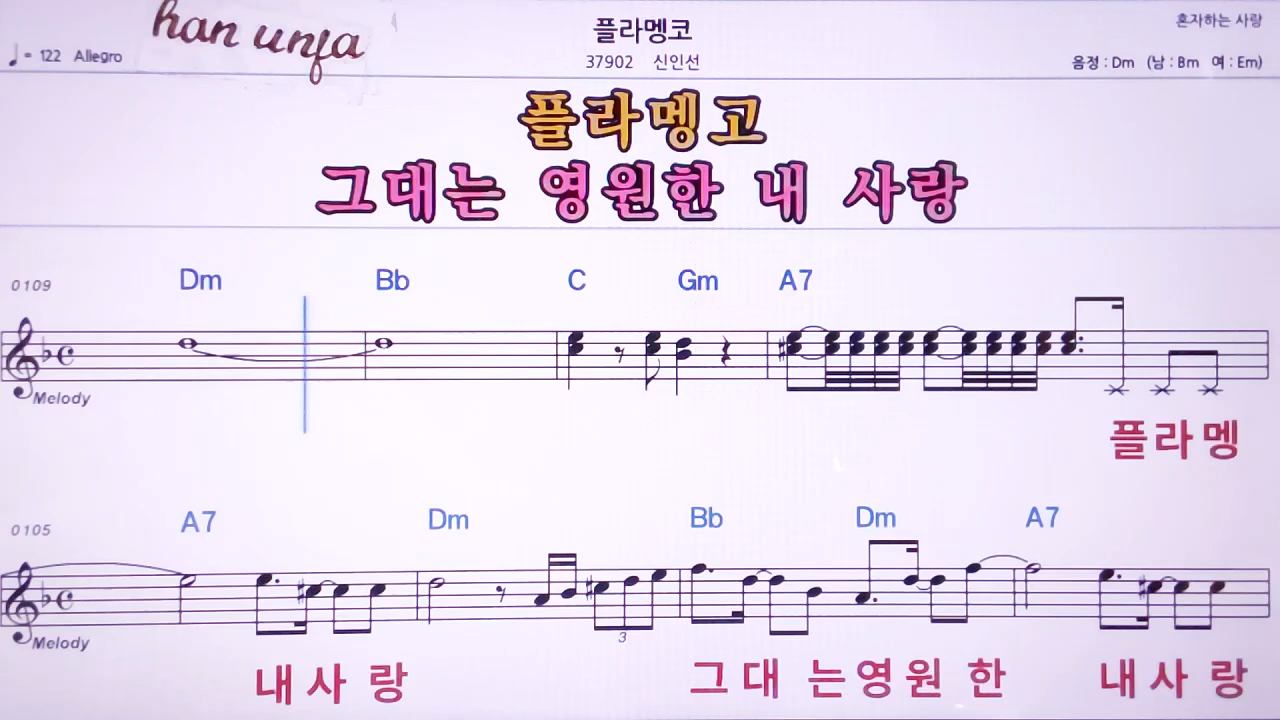 han unja
플라멩코
혼자하는 사랑
♩= 122 Allegro
37902 신인선
음정 : Dm (남 : Bm 여 : Em)
플라멩고
그대는 영원한 내 사랑
0109 Dm Bb C Gm A7
Melody
플라멩
0105 A7 Dm Bb Dm A7
3
Melody
내사 랑 그대 는영원 한 내사 랑